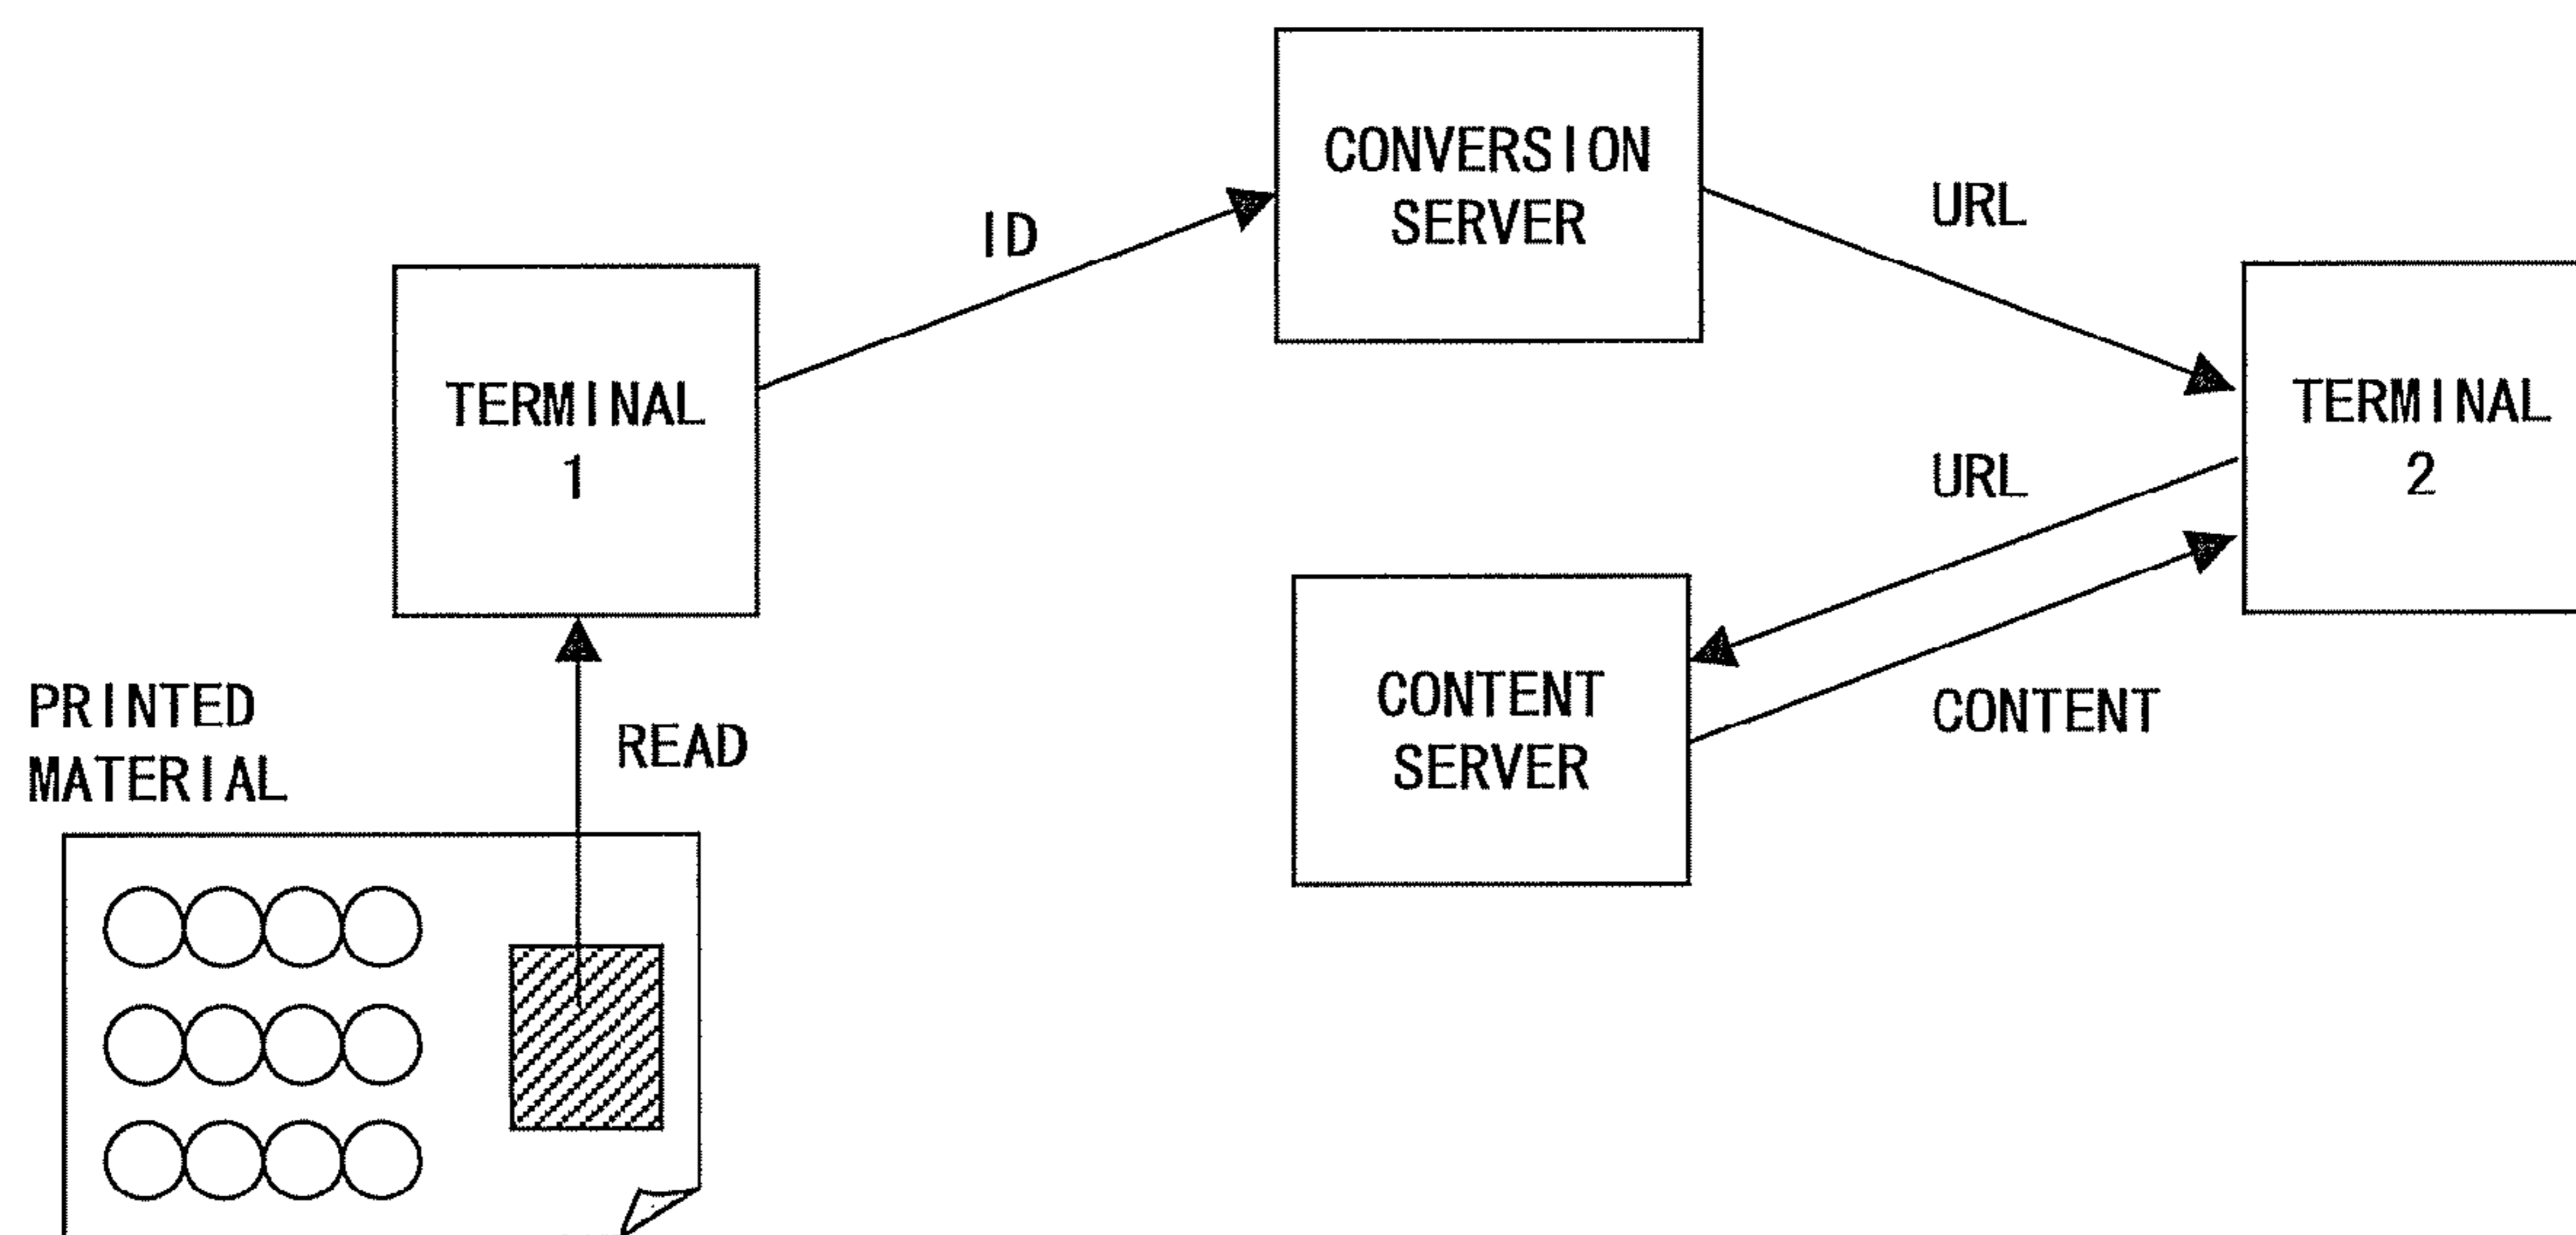 CONVERSION
SERVER
ID
URL
TERMINAL
1
TERMINAL
2
URL
CONTENT
SERVER
CONTENT
PRINTED
MATERIAL
READ